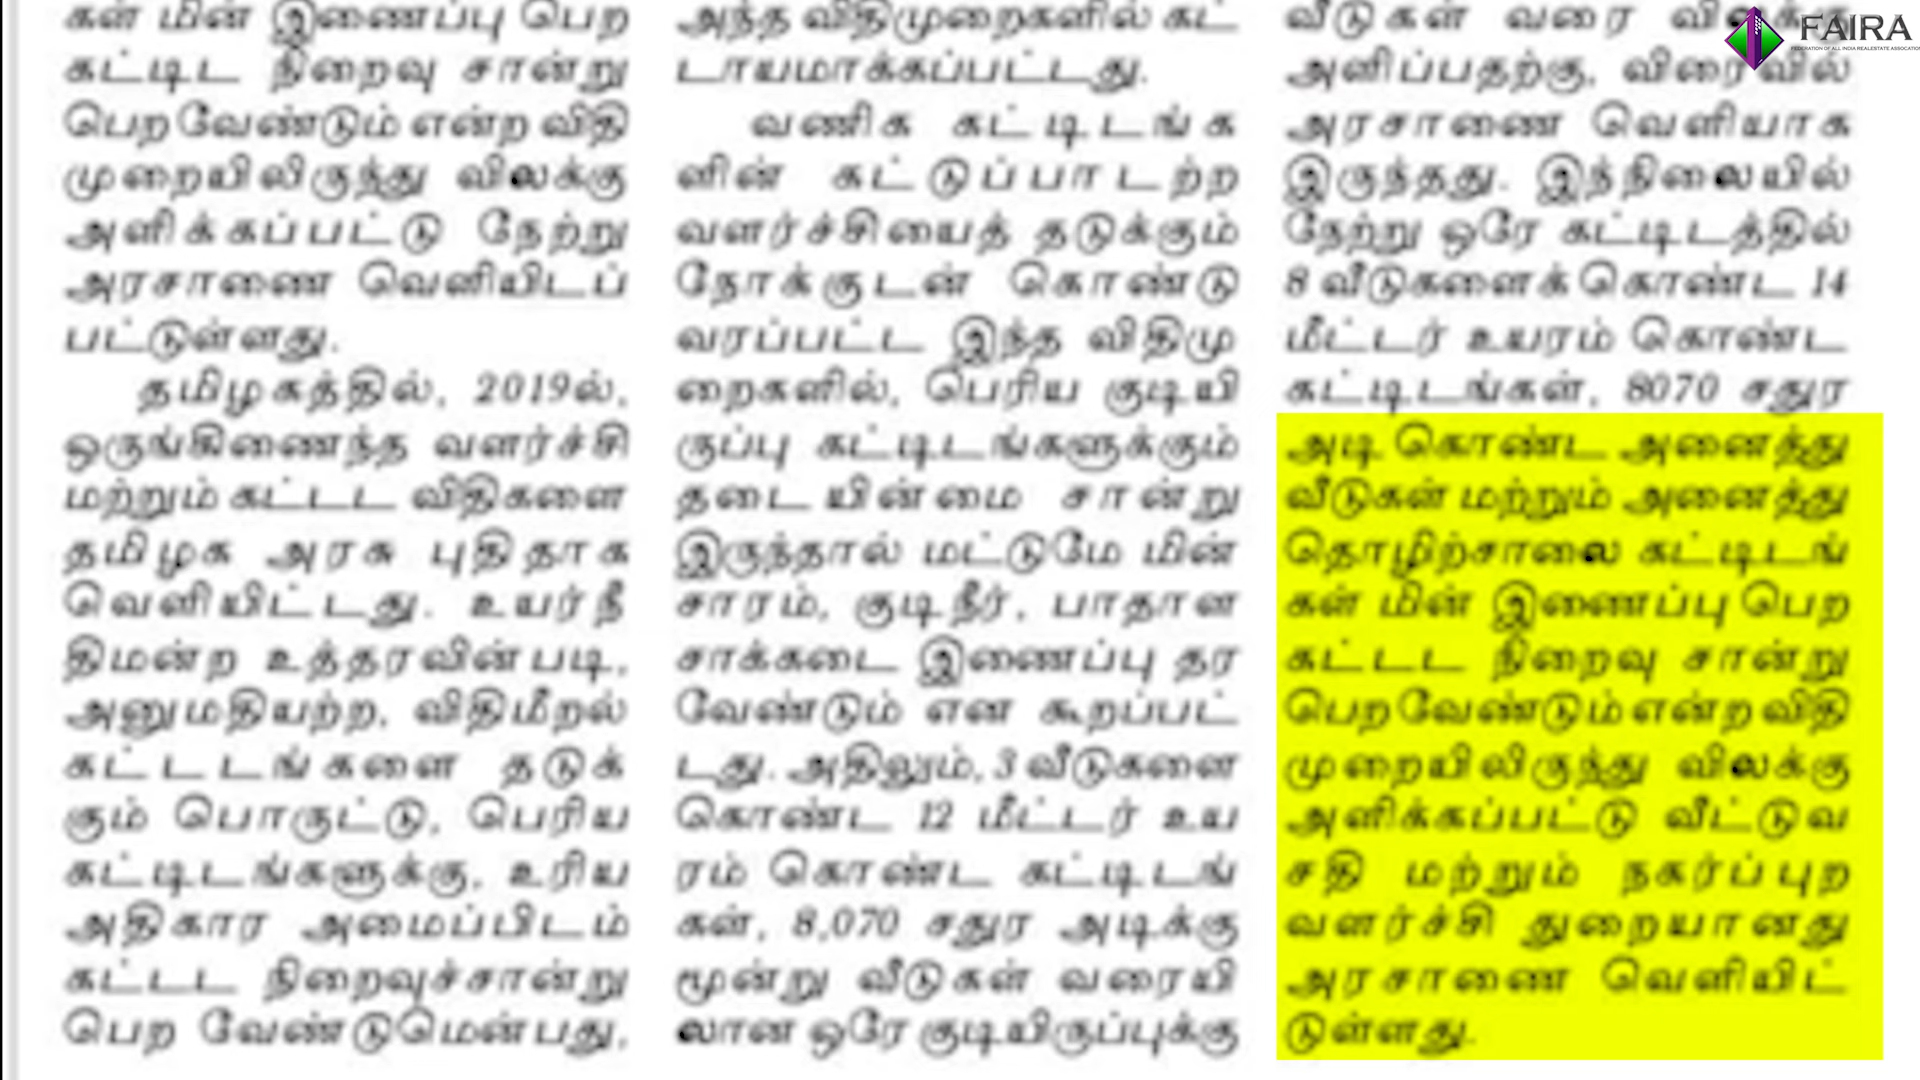 கள் மின் இணைப்பு பெற
கட்டிட நிறைவு சான்று
பெறவேண்டும் என்ற விதி
முறையிலிருந்து விலக்கு
அளிக்கப்பட்டு நேற்று
அரசாணை வெளியிடப்
பட்டுள்ளது.
தமிழகத்தில், 2019ல்,
ஒருங்கிணைந்த வளர்ச்சி
மற்றும் கட்டட விதிகளை
தமிழக அரசு புதிதாக
வெளியிட்டது. உயர்நீ
திமன்ற உத்தரவின்படி,
அனுமதியற்ற, விதிமீறல்
கட்டடங்களை தடுக்
கும் பொருட்டு, பெரிய
கட்டிடங்களுக்கு, உரிய
அதிகார அமைப்பிடம்
கட்டட நிறைவுச்சான்று
பெற வேண்டுமென்பது,
அந்த விதிமுறைகளில் கட்
டாயமாக்கப்பட்டது.
வணிக கட்டிடங்க
ளின் கட்டுப்பாடற்ற
வளர்ச்சியைத் தடுக்கும்
நோக்குடன் கொண்டு
வரப்பட்ட இந்த விதிமு
றைகளில், பெரிய குடியி
ருப்பு கட்டிடங்களுக்கும்
தடையின்மை சான்று
இருந்தால் மட்டுமே மின்
சாரம், குடிநீர், பாதாள
சாக்கடை இணைப்பு தர
வேண்டும் என கூறப்பட்
டது. அதிலும், 3 வீடுகளை
கொண்ட 12 மீட்டர் உய
ரம் கொண்ட கட்டிடங்
கள், 8,070 சதுர அடிக்கு
மூன்று வீடுகள் வரையி
லான ஒரே குடியிருப்புக்கு
வீடுகள் வரை விலக்கு
அளிப்பதற்கு, விரைவில்
அரசாணை வெளியாக
இருந்தது. இந்நிலையில்
நேற்று ஒரே கட்டிடத்தில்
8 வீடுகளைக் கொண்ட 14
மீட்டர் உயரம் கொண்ட
கட்டிடங்கள், 8070 சதுர
அடி கொண்ட அனைத்து
வீடுகள் மற்றும் அனைத்து
தொழிற்சாலை கட்டிடங்
கள் மின் இணைப்பு பெற
கட்டட நிறைவு சான்று
பெறவேண்டும் என்ற விதி
முறையிலிருந்து விலக்கு
அளிக்கப்பட்டு வீட்டுவ
சதி மற்றும் நகர்ப்புற
வளர்ச்சி துறையானது
அரசாணை வெளியிட்
டுள்ளது.
FAIRA
FEDERATION OF ALL INDIA REALESTATE ASSOCATION